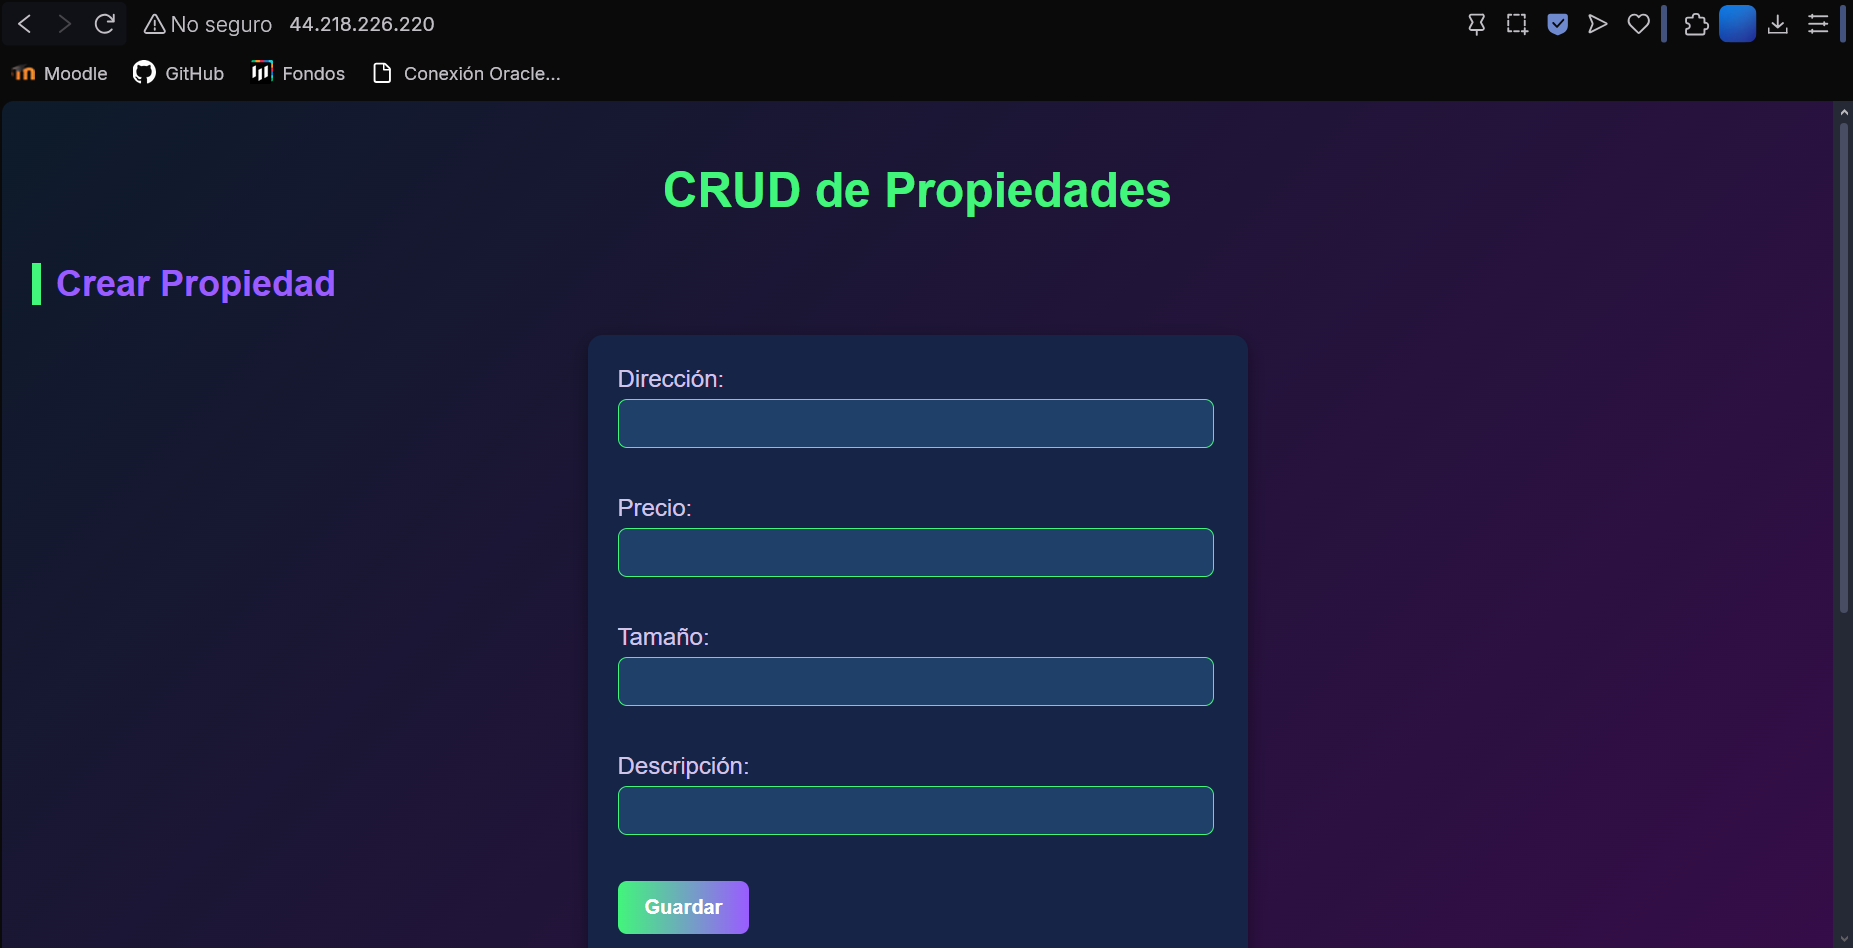 No seguro 44.218.226.220
Moodle GitHub Fondos Conexión Oracle...
CRUD de Propiedades
Crear Propiedad
Dirección:
Precio:
Tamaño:
Descripción:
Guardar